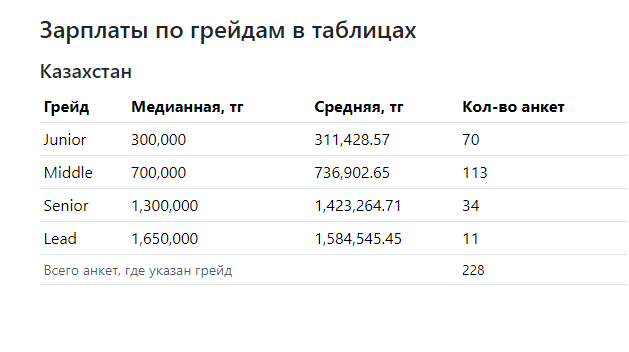 Зарплаты по грейдам в таблицах
Казахстан
Грейд Медианная, тг Средняя, тг Кол-во анкет
Junior 300,000 311,428.57 70
Middle 700,000 736,902.65 113
Senior 1,300,000 1,423,264.71 34
Lead 1,650,000 1,584,545.45 11
Всего анкет, где указан грейд 228